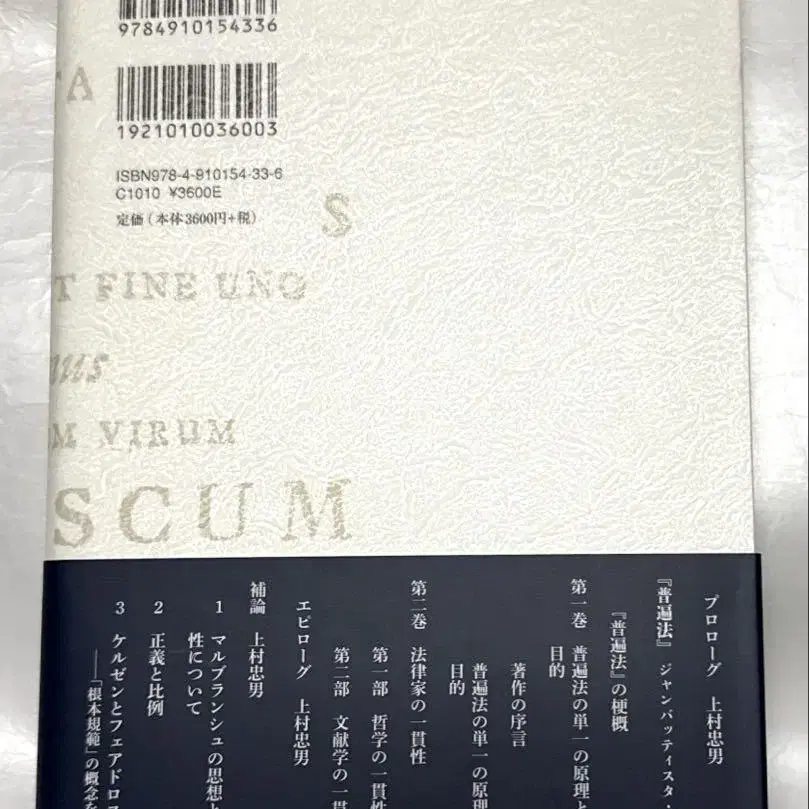 9784910154336
1921010036003
ISBN978-4-910154-33-6
C1010 ¥3600E
定価(本体3600円+税)
TA
S
T FINE UNO
M VIRUM
SCUM
プロローグ 上村忠男
『普遍法』 ジャンバッティスタ・
『普遍法』の梗概
第一巻 普遍法の単一の原理と
目的
著作の序言
普遍法の単一の原理
目的
第二巻 法律家の一貫性
第一部 哲学の一貫性
第二部 文献学の一貫
エピローグ 上村忠男
補論 上村忠男
1 マルブランシュの思想と
性について
2 正義と比例
3 ケルゼンとフェアドロス
——「根本規範」の概念を